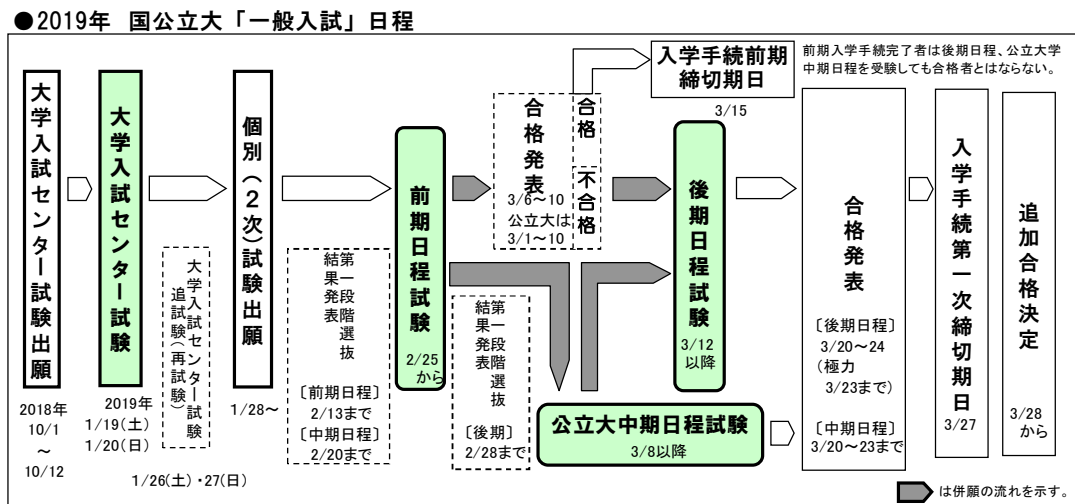 ●2019年 国公立大「一般入試」日程
大学入試センター試験出願
2018年
10/1
～
10/12
大学入試センター試験
2019年
1/19(土)
1/20(日)
大学入試センター試験
追試験(再試験)
1/26(土)・27(日)
個別(2次)試験出願
1/28～
第一段階選抜
結果発表
〔前期日程〕
2/13まで
〔中期日程〕
2/20まで
前期日程試験
2/25
から
第一段階選抜
結果発表
〔後期〕
2/28まで
合格発表
3/6～10
公立大は
3/1～10
合格
不合格
入学手続前期
締切期日
3/15
公立大中期日程試験
3/8以降
後期日程試験
3/12
以降
前期入学手続完了者は後期日程、公立大学
中期日程を受験しても合格者とはならない。
合格発表
〔後期日程〕
3/20～24
(極力
3/23まで)
〔中期日程〕
3/20～23まで
入学手続第一次締切期日
3/27
追加合格決定
3/28
から
は併願の流れを示す。